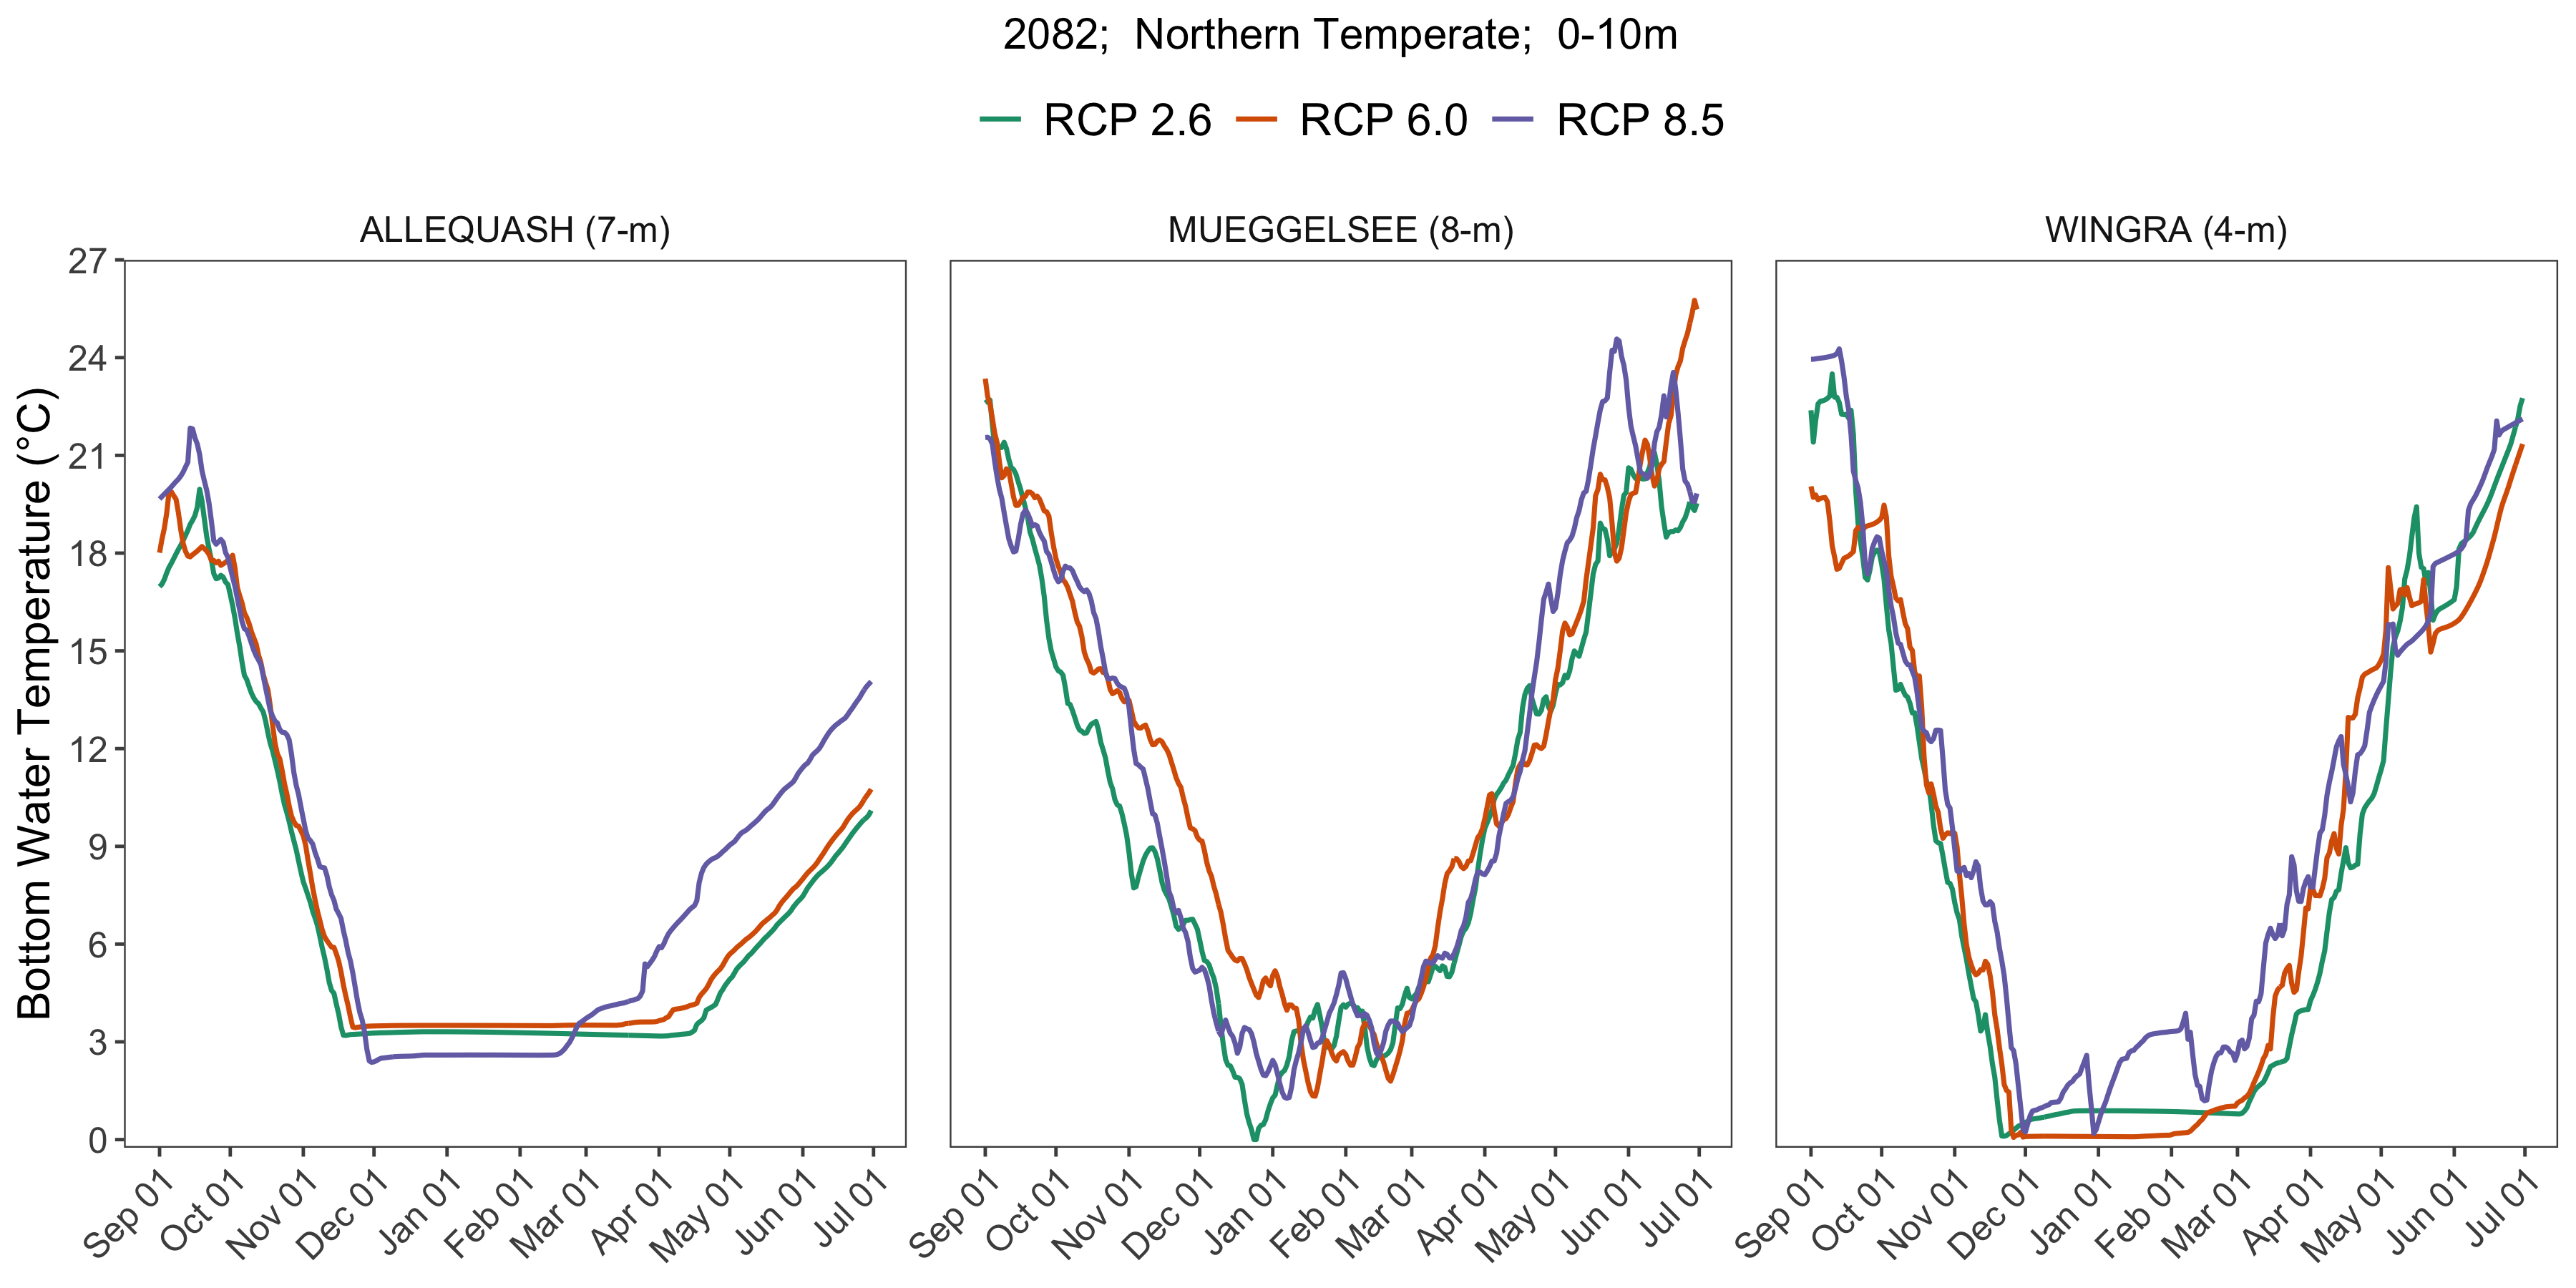 2082;  Northern Temperate;  0-10m
RCP 2.6 RCP 6.0 RCP 8.5
ALLEQUASH (7-m) MUEGGELSEE (8-m) WINGRA (4-m)
Bottom Water Temperature (°C)
27
24
21
18
15
12
9
6
3
0
Sep 01 Oct 01 Nov 01 Dec 01 Jan 01 Feb 01 Mar 01 Apr 01 May 01 Jun 01 Jul 01 Sep 01 Oct 01 Nov 01 Dec 01 Jan 01 Feb 01 Mar 01 Apr 01 May 01 Jun 01 Jul 01 Sep 01 Oct 01 Nov 01 Dec 01 Jan 01 Feb 01 Mar 01 Apr 01 May 01 Jun 01 Jul 01